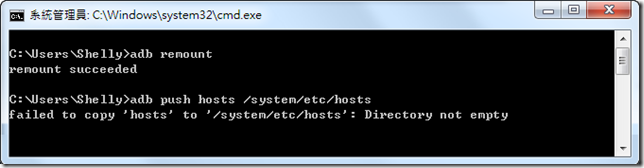 系統管理員: C:\Windows\system32\cmd.exe
C:\Users\Shelly>adb remount
remount succeeded
C:\Users\Shelly>adb push hosts /system/etc/hosts
failed to copy 'hosts' to '/system/etc/hosts': Directory not empty